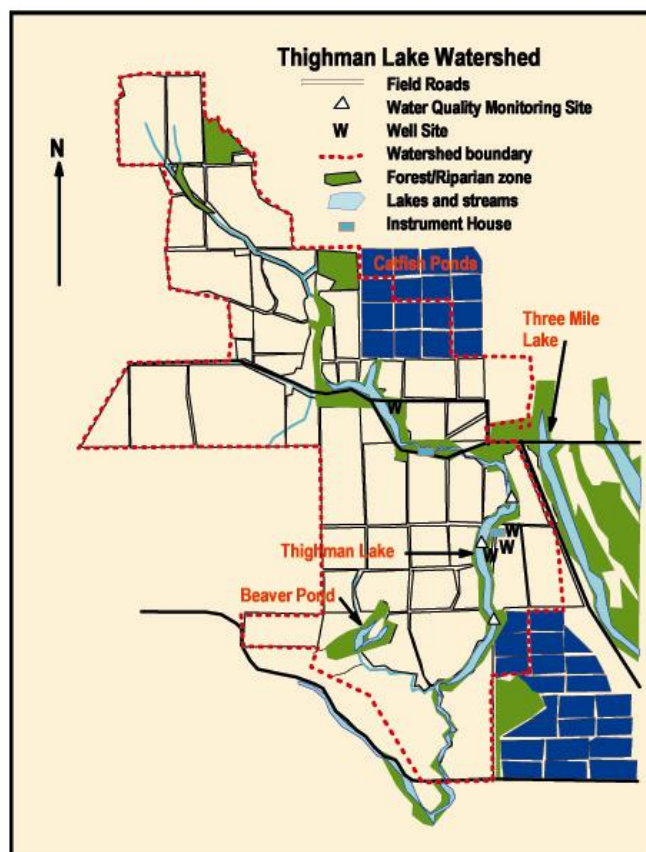 Thighman Lake Watershed
Field Roads
Water Quality Monitoring Site
W Well Site
Watershed boundary
Forest/Riparian zone
Lakes and streams
Instrument House
N
Catfish Ponds
Three Mile
Lake
W
W
W
W
Thighman Lake
Beaver Pond